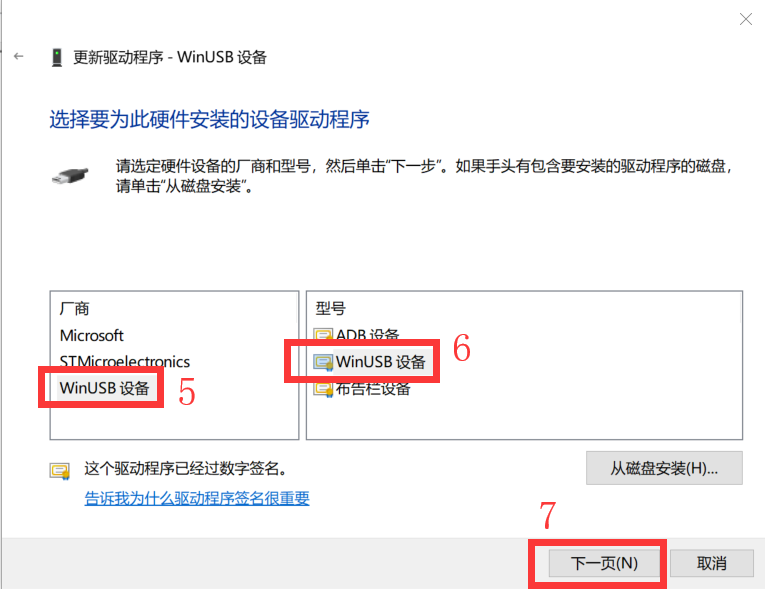 更新驱动程序 - WinUSB 设备
选择要为此硬件安装的设备驱动程序
请选定硬件设备的厂商和型号，然后单击“下一步”。如果手头有包含要安装的驱动程序的磁盘，
请单击“从磁盘安装”。
厂商
Microsoft
STMicroelectronics
WinUSB 设备
5
型号
ADB 设备
WinUSB 设备
6
布告栏设备
这个驱动程序已经过数字签名。
告诉我为什么驱动程序签名很重要
从磁盘安装(H)...
7
下一页(N)
取消